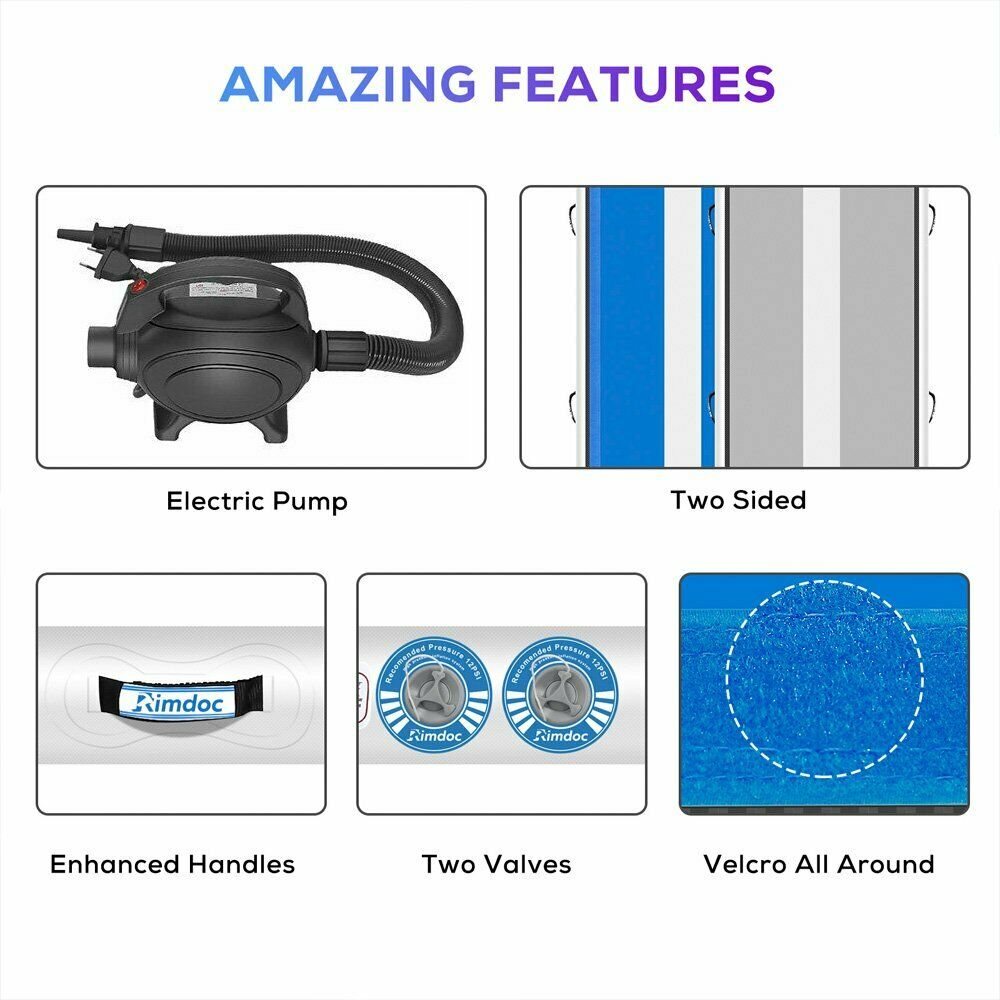 AMAZING FEATURES
Electric Pump
Two Sided
Rimdoc
Recomended Pressure 12PSI
Rimdoc
Recomended Pressure 12PSI
Rimdoc
Enhanced Handles
Two Valves
Velcro All Around